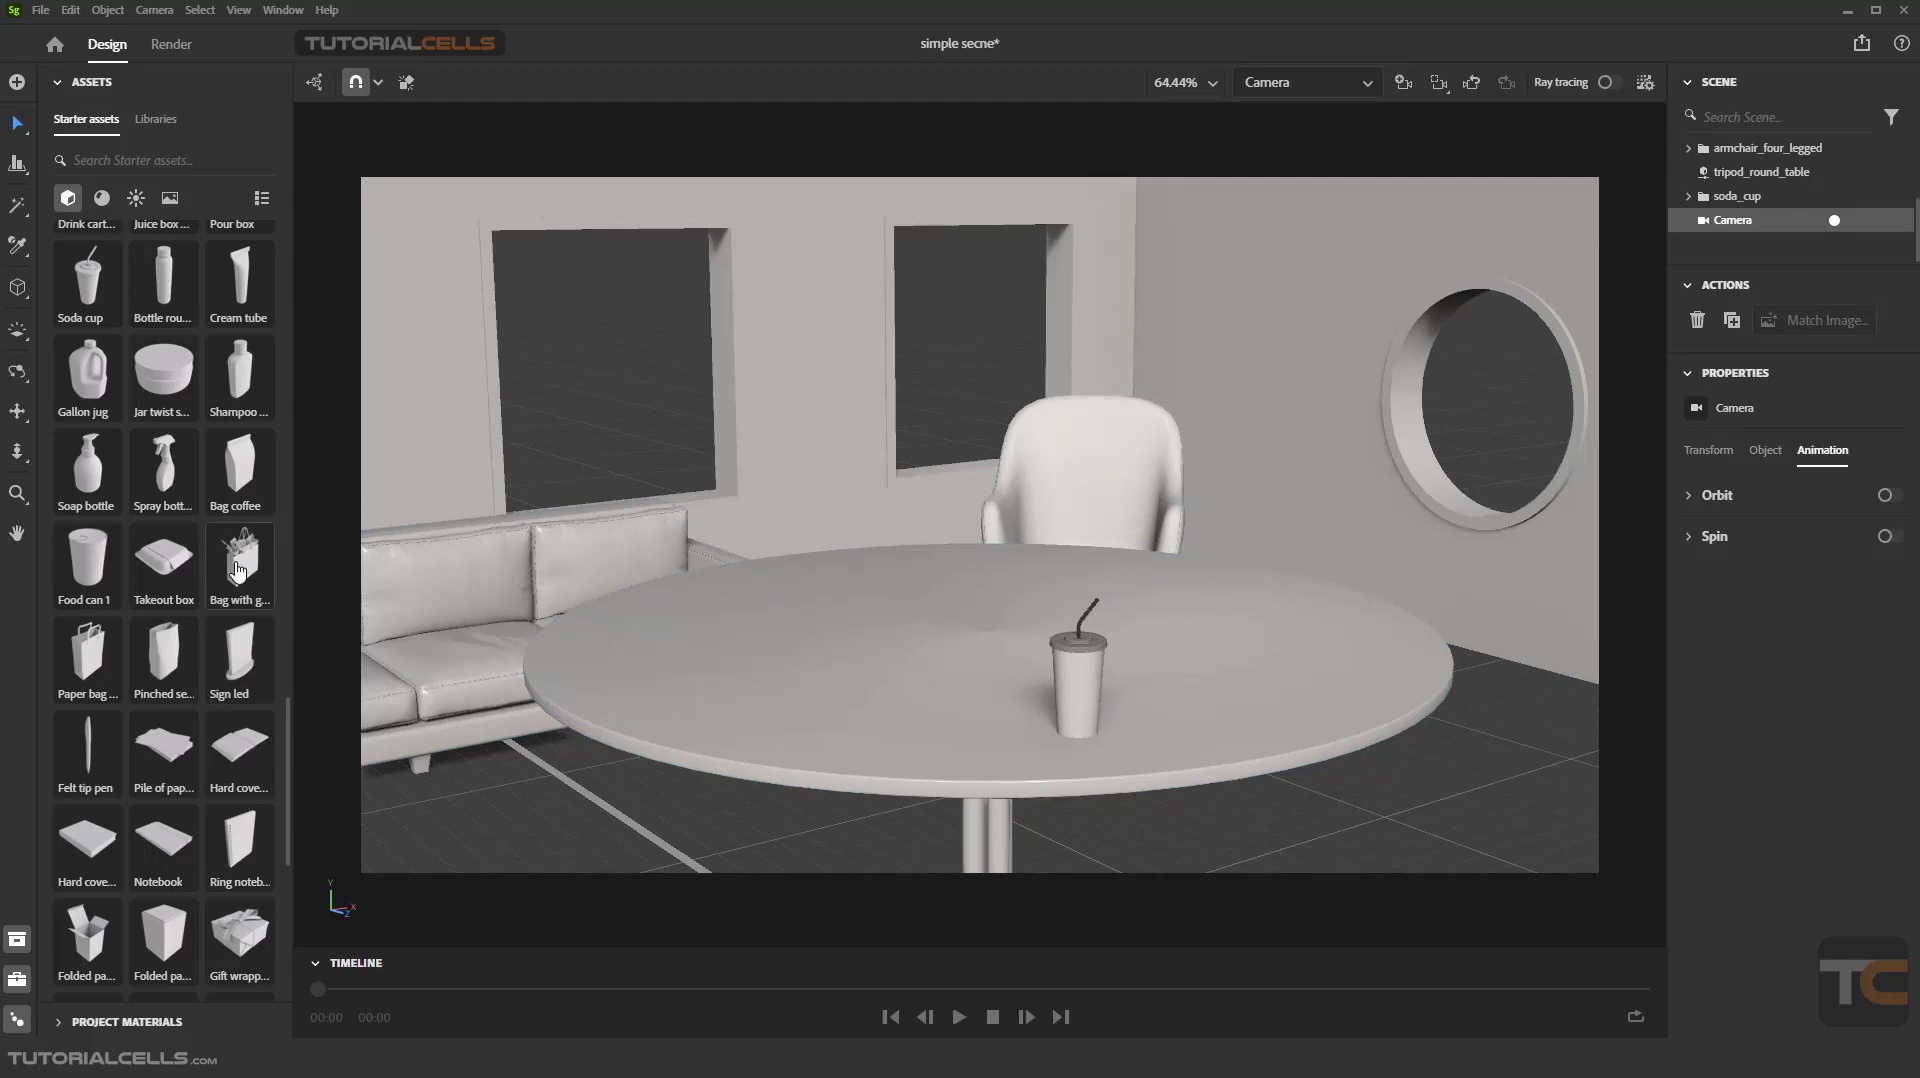 Sg File Edit Object Camera Select View Window Help
Design Render TUTORIALCELLS simple secne*
ASSETS
Starter assets Libraries
Search Starter assets...
Drink cart... Juice box ... Pour box
Soda cup Bottle rou... Cream tube
Gallon jug Jar twist s... Shampoo ...
Soap bottle Spray bott... Bag coffee
Food can 1 Takeout box Bag with g...
Paper bag ... Pinched se... Sign led
Felt tip pen Pile of pap... Hard cove...
Hard cove... Notebook Ring noteb...
Folded pa... Folded pa... Gift wrapp...
PROJECT MATERIALS
TUTORIALCELLS.COM
64.44% Camera Ray tracing
Y
X
Z
TIMELINE
00:00 00:00
SCENE
Search Scene...
armchair_four_legged
tripod_round_table
soda_cup
Camera
ACTIONS
Match Image...
PROPERTIES
Camera
Transform Object Animation
Orbit
Spin
TC